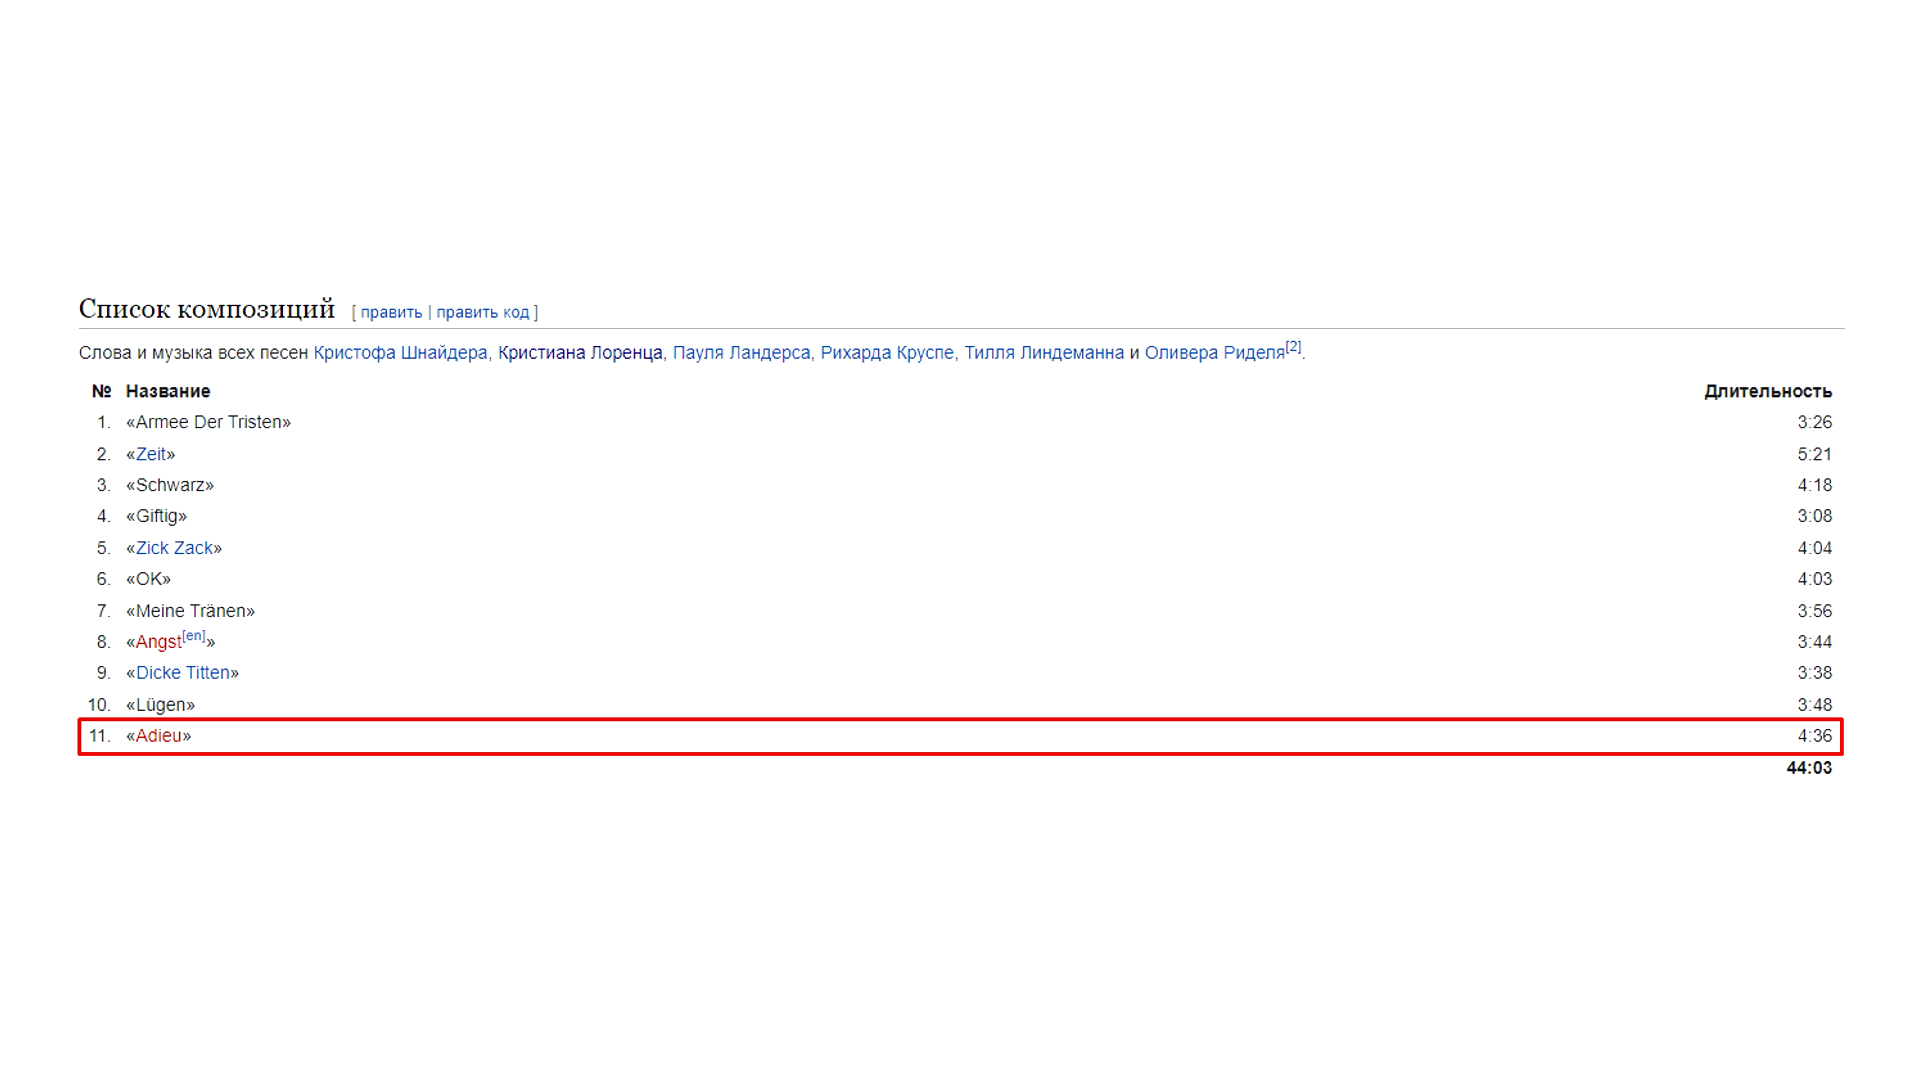 Список композиций [ править | править код ]
Слова и музыка всех песен Кристофа Шнайдера, Кристиана Лоренца, Пауля Ландерса, Рихарда Круспе, Тилля Линдеманна и Оливера Риделя[2].
№ Название Длительность
1. «Armee Der Tristen» 3:26
2. «Zeit» 5:21
3. «Schwarz» 4:18
4. «Giftig» 3:08
5. «Zick Zack» 4:04
6. «OK» 4:03
7. «Meine Tränen» 3:56
8. «Angst[en]» 3:44
9. «Dicke Titten» 3:38
10. «Lügen» 3:48
11. «Adieu» 4:36
44:03